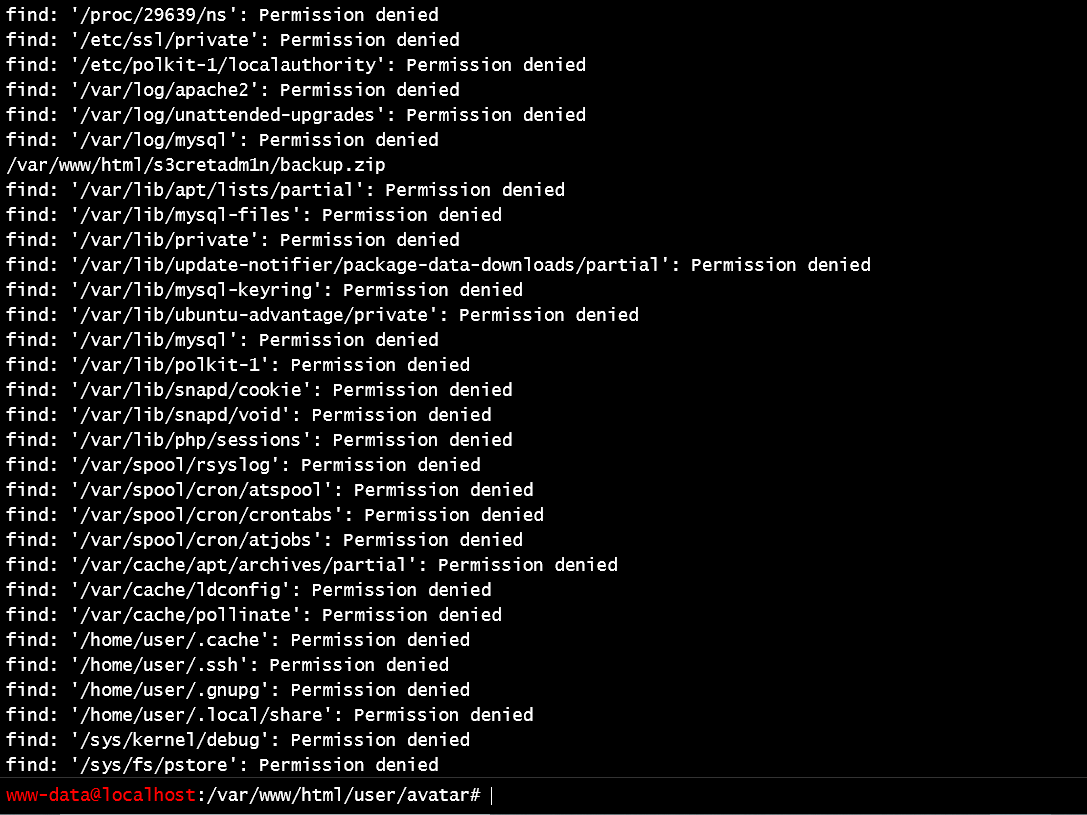 find: '/proc/29639/ns': Permission denied
find: '/etc/ssl/private': Permission denied
find: '/etc/polkit-1/localauthority': Permission denied
find: '/var/log/apache2': Permission denied
find: '/var/log/unattended-upgrades': Permission denied
find: '/var/log/mysql': Permission denied
/var/www/html/s3cretadm1n/backup.zip
find: '/var/lib/apt/lists/partial': Permission denied
find: '/var/lib/mysql-files': Permission denied
find: '/var/lib/private': Permission denied
find: '/var/lib/update-notifier/package-data-downloads/partial': Permission denied
find: '/var/lib/mysql-keyring': Permission denied
find: '/var/lib/ubuntu-advantage/private': Permission denied
find: '/var/lib/mysql': Permission denied
find: '/var/lib/polkit-1': Permission denied
find: '/var/lib/snapd/cookie': Permission denied
find: '/var/lib/snapd/void': Permission denied
find: '/var/lib/php/sessions': Permission denied
find: '/var/spool/rsyslog': Permission denied
find: '/var/spool/cron/atspool': Permission denied
find: '/var/spool/cron/crontabs': Permission denied
find: '/var/spool/cron/atjobs': Permission denied
find: '/var/cache/apt/archives/partial': Permission denied
find: '/var/cache/ldconfig': Permission denied
find: '/var/cache/pollinate': Permission denied
find: '/home/user/.cache': Permission denied
find: '/home/user/.ssh': Permission denied
find: '/home/user/.gnupg': Permission denied
find: '/home/user/.local/share': Permission denied
find: '/sys/kernel/debug': Permission denied
find: '/sys/fs/pstore': Permission denied
www-data@localhost:/var/www/html/user/avatar#